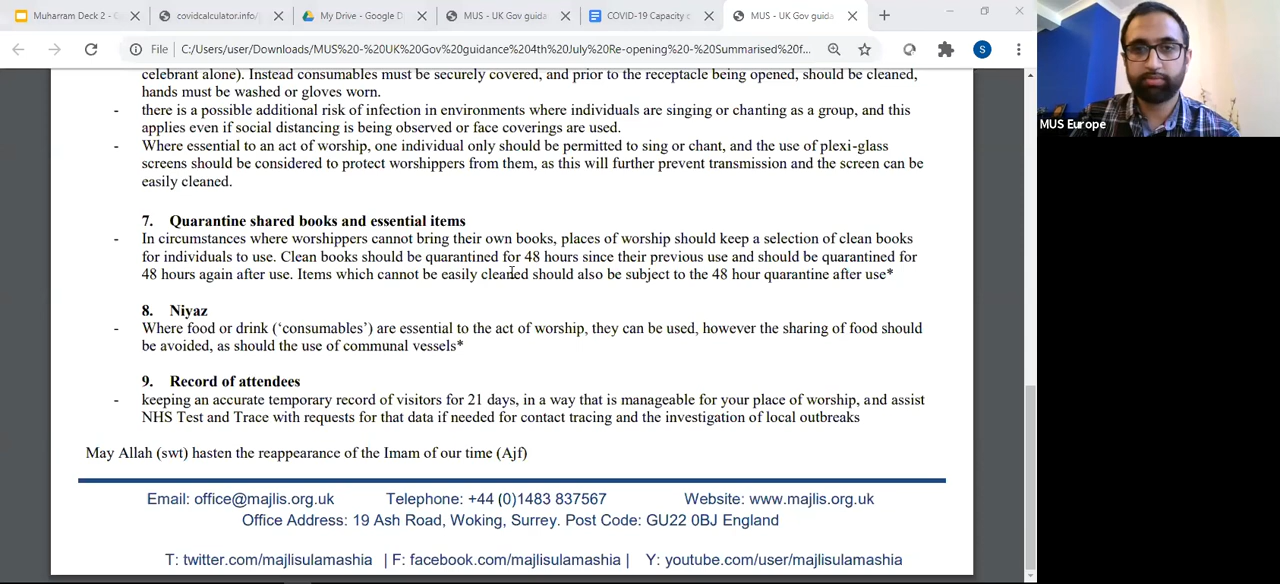 Muharram Deck 2 - G
covidcalculator.info/
My Drive - Google D
MUS - UK Gov guida
COVID-19 Capacity c
MUS - UK Gov guida
File
C:/Users/user/Downloads/MUS%20-%20UK%20Gov%20guidance%204th%20July%20Re-opening%20-%20Summarised%20f...
S
MUS Europe
celebrant alone). Instead consumables must be securely covered, and prior to the receptacle being opened, should be cleaned,
hands must be washed or gloves worn.
- there is a possible additional risk of infection in environments where individuals are singing or chanting as a group, and this
applies even if social distancing is being observed or face coverings are used.
- Where essential to an act of worship, one individual only should be permitted to sing or chant, and the use of plexi-glass
screens should be considered to protect worshippers from them, as this will further prevent transmission and the screen can be
easily cleaned.
7. Quarantine shared books and essential items
- In circumstances where worshippers cannot bring their own books, places of worship should keep a selection of clean books
for individuals to use. Clean books should be quarantined for 48 hours since their previous use and should be quarantined for
48 hours again after use. Items which cannot be easily cleaned should also be subject to the 48 hour quarantine after use*
8. Niyaz
- Where food or drink (‘consumables’) are essential to the act of worship, they can be used, however the sharing of food should
be avoided, as should the use of communal vessels*
9. Record of attendees
- keeping an accurate temporary record of visitors for 21 days, in a way that is manageable for your place of worship, and assist
NHS Test and Trace with requests for that data if needed for contact tracing and the investigation of local outbreaks
May Allah (swt) hasten the reappearance of the Imam of our time (Ajf)
Email: office@majlis.org.uk Telephone: +44 (0)1483 837567 Website: www.majlis.org.uk
Office Address: 19 Ash Road, Woking, Surrey. Post Code: GU22 0BJ England
T: twitter.com/majlisulamashia | F: facebook.com/majlisulamashia | Y: youtube.com/user/majlisulamashia